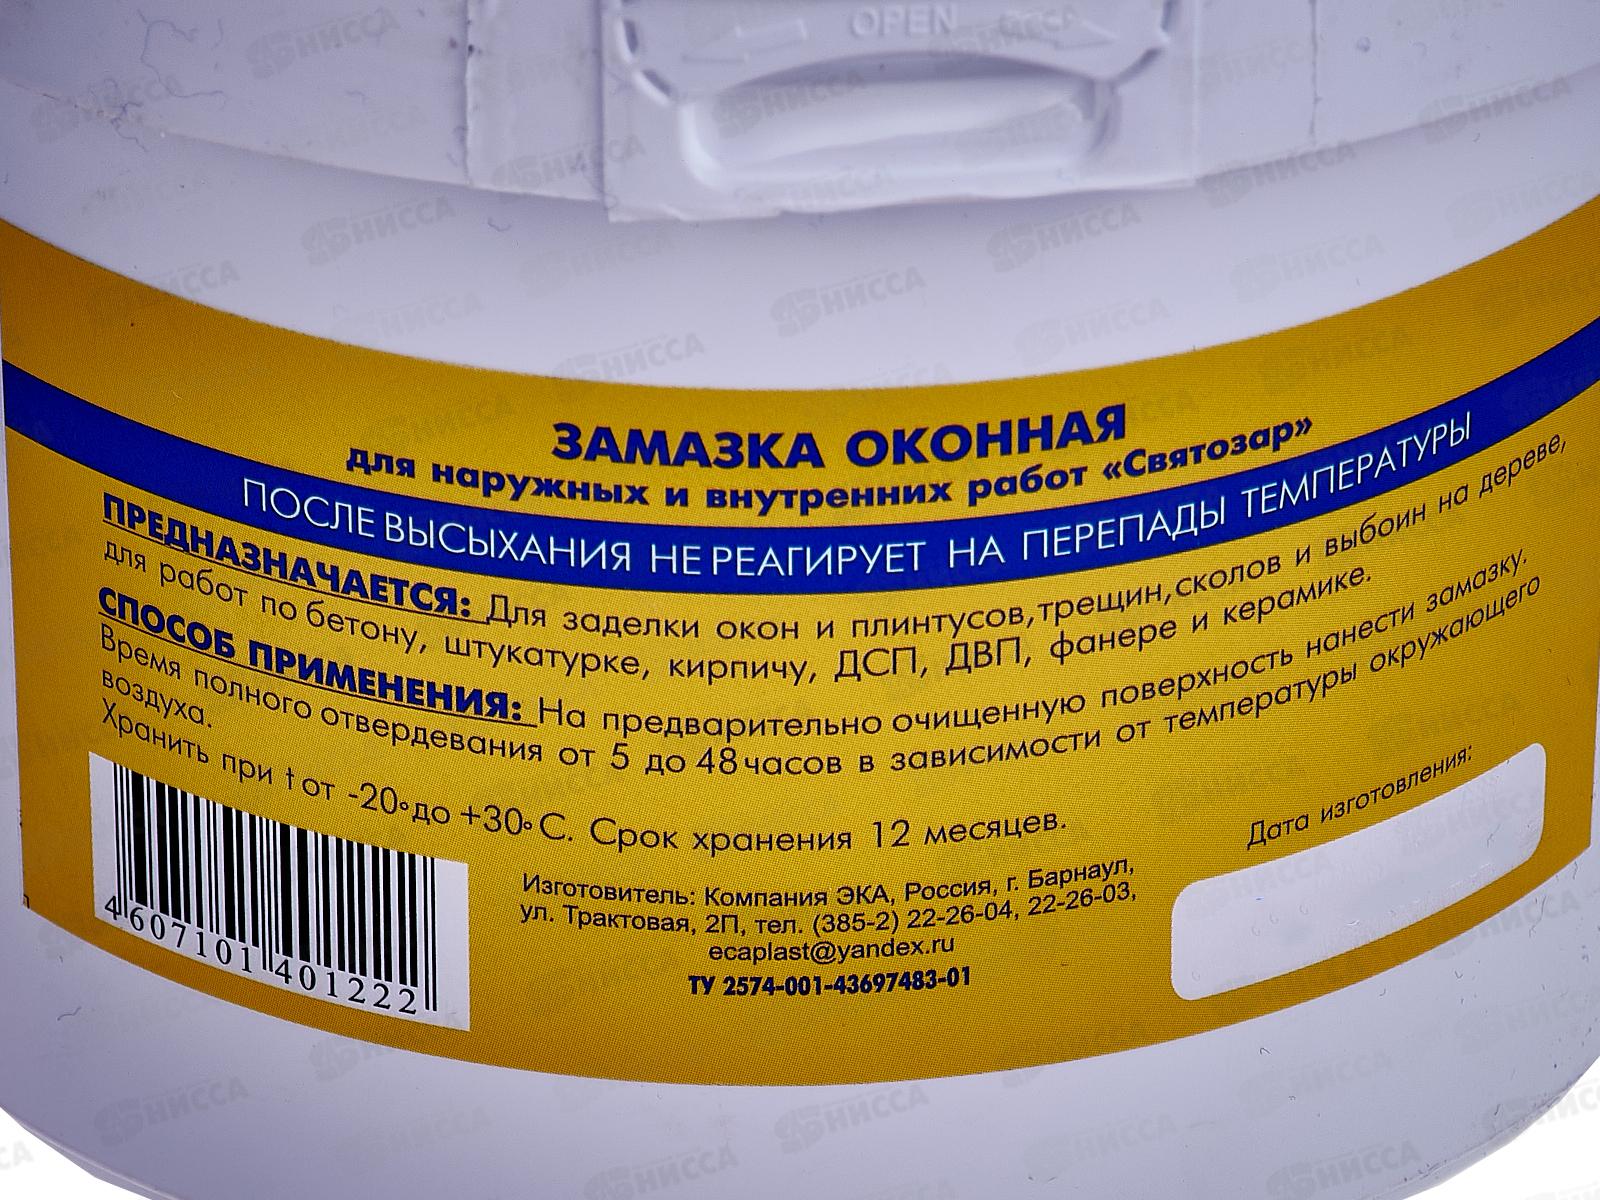 OPEN
ЗАМАЗКА ОКОННАЯ
для наружных и внутренних работ «Святозар»
ПОСЛЕ ВЫСЫХАНИЯ НЕ РЕАГИРУЕТ НА ПЕРЕПАДЫ ТЕМПЕРАТУРЫ
ПРЕДНАЗНАЧАЕТСЯ: Для заделки окон и плинтусов, трещин, сколов и выбоин на дереве,
для работ по бетону, штукатурке, кирпичу, ДСП, ДВП, фанере и керамике.
СПОСОБ ПРИМЕНЕНИЯ: На предварительно очищенную поверхность нанести замазку.
Время полного отвердевания от 5 до 48 часов в зависимости от температуры окружающего
воздуха.
Хранить при t от -20° до +30° С. Срок хранения 12 месяцев.
Дата изготовления:
Изготовитель: Компания ЭКА, Россия, г. Барнаул,
ул. Трактовая, 2П, тел. (385-2) 22-26-04, 22-26-03,
ecaplast@yandex.ru
ТУ 2574-001-43697483-01
4 607101 401222
НИССА